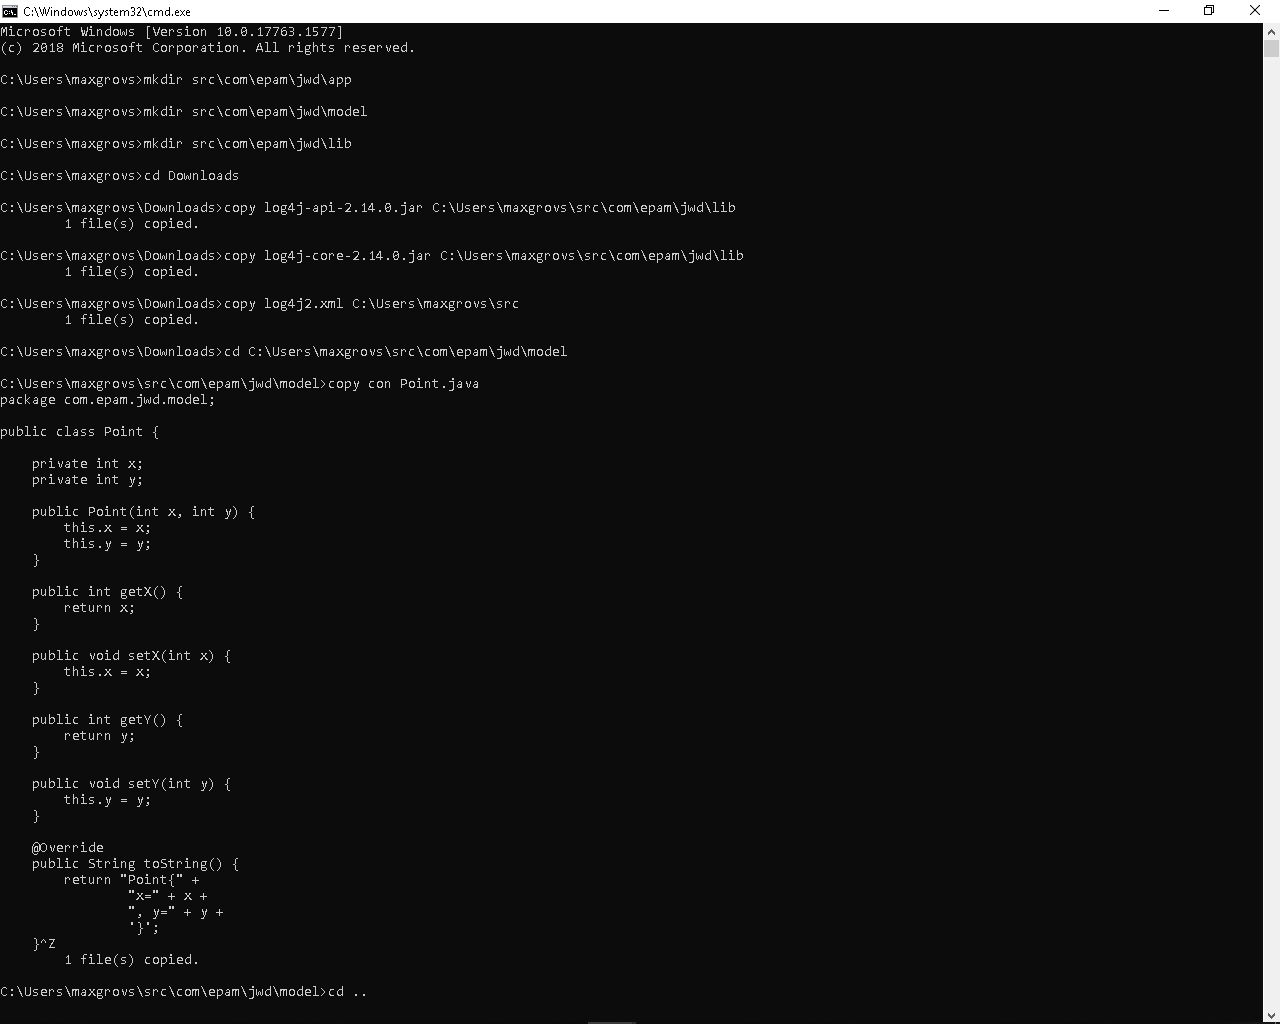 C:\Windows\system32\cmd.exe
Microsoft Windows [Version 10.0.17763.1577]
(c) 2018 Microsoft Corporation. All rights reserved.
C:\Users\maxgrovs>mkdir src\com\epam\jwd\app
C:\Users\maxgrovs>mkdir src\com\epam\jwd\model
C:\Users\maxgrovs>mkdir src\com\epam\jwd\lib
C:\Users\maxgrovs>cd Downloads
C:\Users\maxgrovs\Downloads>copy log4j-api-2.14.0.jar C:\Users\maxgrovs\src\com\epam\jwd\lib
        1 file(s) copied.
C:\Users\maxgrovs\Downloads>copy log4j-core-2.14.0.jar C:\Users\maxgrovs\src\com\epam\jwd\lib
        1 file(s) copied.
C:\Users\maxgrovs\Downloads>copy log4j2.xml C:\Users\maxgrovs\src
        1 file(s) copied.
C:\Users\maxgrovs\Downloads>cd C:\Users\maxgrovs\src\com\epam\jwd\model
C:\Users\maxgrovs\src\com\epam\jwd\model>copy con Point.java
package com.epam.jwd.model;
public class Point {
    private int x;
    private int y;
    public Point(int x, int y) {
        this.x = x;
        this.y = y;
    }
    public int getX() {
        return x;
    }
    public void setX(int x) {
        this.x = x;
    }
    public int getY() {
        return y;
    }
    public void setY(int y) {
        this.y = y;
    }
    @Override
    public String toString() {
        return "Point{" +
                "x=" + x +
                ", y=" + y +
                '}';
    }^Z
        1 file(s) copied.
C:\Users\maxgrovs\src\com\epam\jwd\model>cd ..